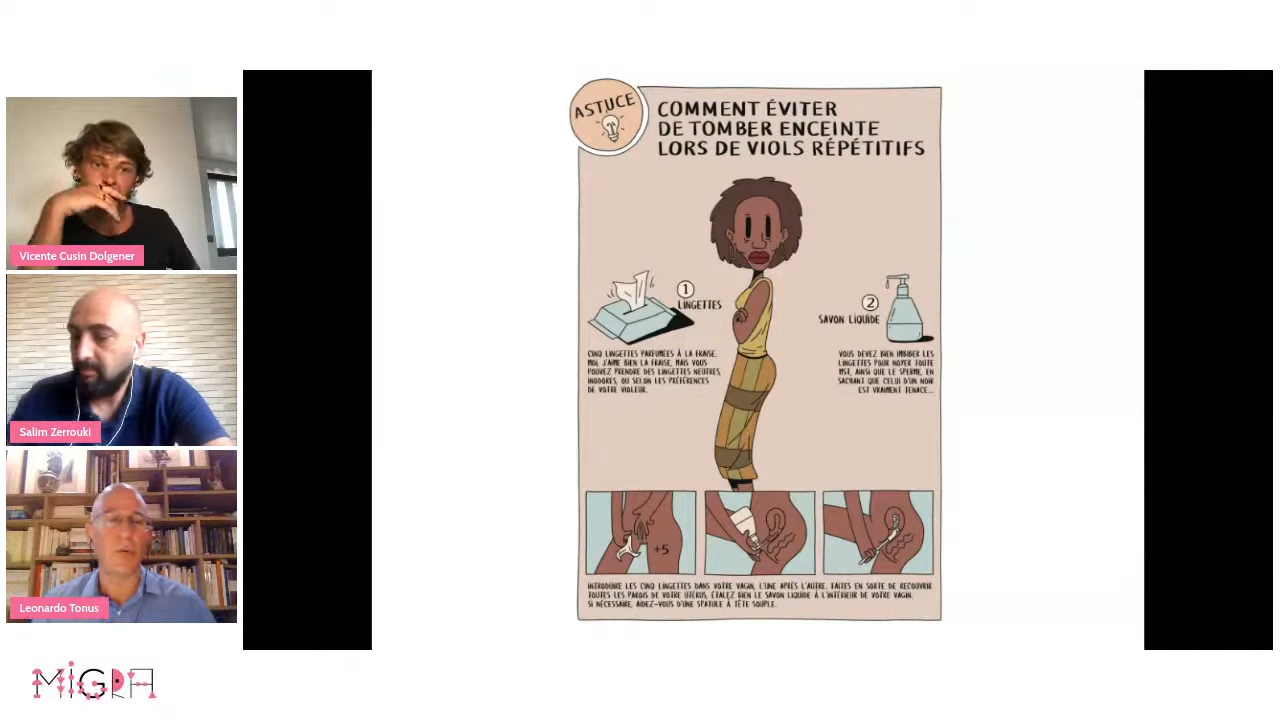 ASTUCE
COMMENT ÉVITER
DE TOMBER ENCEINTE
LORS DE VIOLS RÉPÉTITIFS
1
LINGETTES
CINQ LINGETTES PARFUMÉES À LA FRAISE.
MOI, J'AIME BIEN LA FRAISE, MAIS VOUS
POUVEZ PRENDRE DES LINGETTES NEUTRES,
INODORES, OU SELON LES PRÉFÉRENCES
DE VOTRE VIOLEUR.
2
SAVON LIQUIDE
VOUS DEVEZ BIEN IMBIBER LES
LINGETTES POUR NOYER TOUTE
MST, AINSI QUE LE SPERME, EN
SACHANT QUE CELUI D'UN NOIR
EST VRAIMENT TENACE...
+5
INTRODUIRE LES CINQ LINGETTES DANS VOTRE VAGIN, L'UNE APRÈS L'AUTRE. FAITES EN SORTE DE RECOUVRIR
TOUTES LES PAROIS DE VOTRE UTÉRUS, ÉTALEZ BIEN LE SAVON LIQUIDE À L'INTÉRIEUR DE VOTRE VAGIN.
SI NÉCESSAIRE, AIDEZ-VOUS D'UNE SPATULE À TÊTE SOUPLE.
Vicente Cusin Dolgener
Salim Zerrouki
Leonardo Tonus
MIGRA